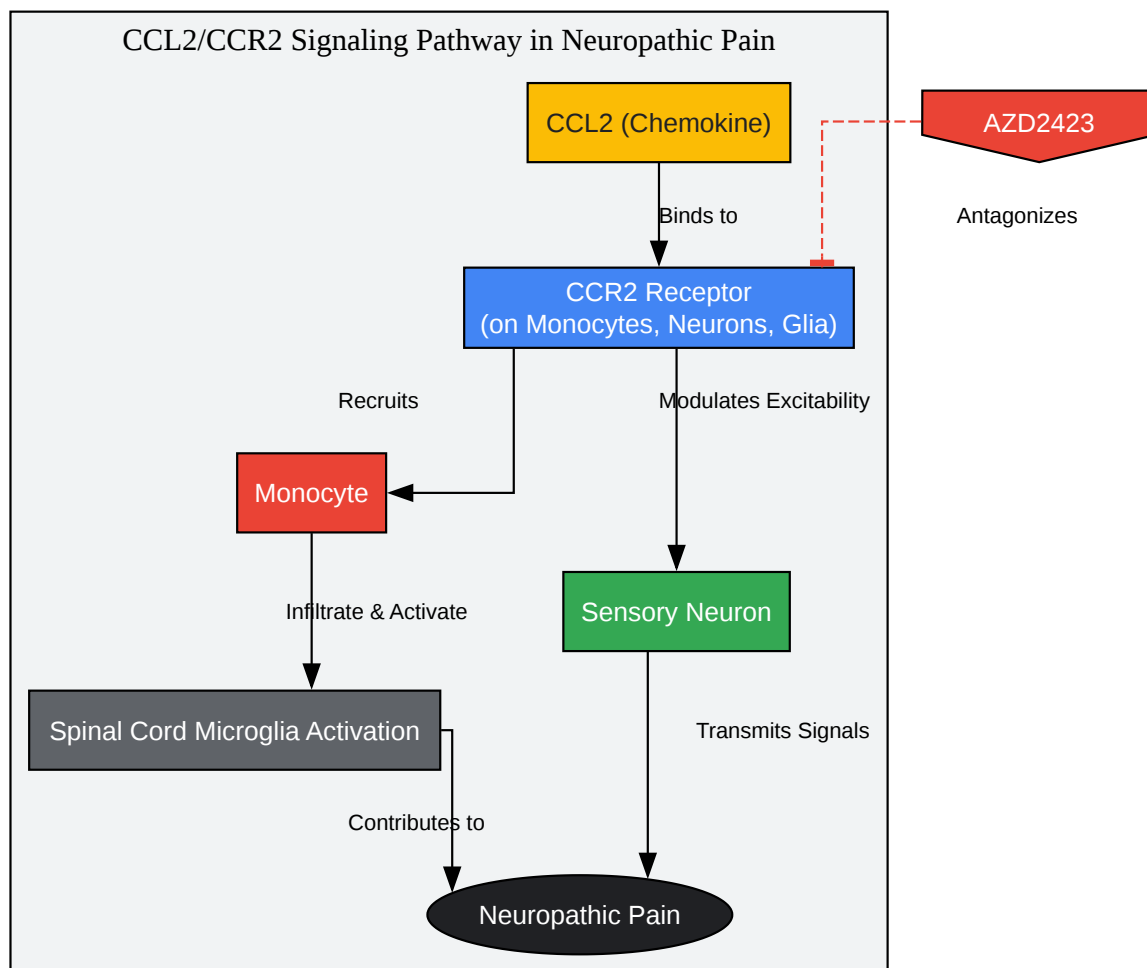 CCL2/CCR2 Signaling Pathway in Neuropathic Pain
CCL2 (Chemokine)
AZD2423
Binds to
Antagonizes
CCR2 Receptor
(on Monocytes, Neurons, Glia)
Recruits
Modulates Excitability
Monocyte
Infiltrate & Activate
Sensory Neuron
Spinal Cord Microglia Activation
Transmits Signals
Contributes to
Neuropathic Pain